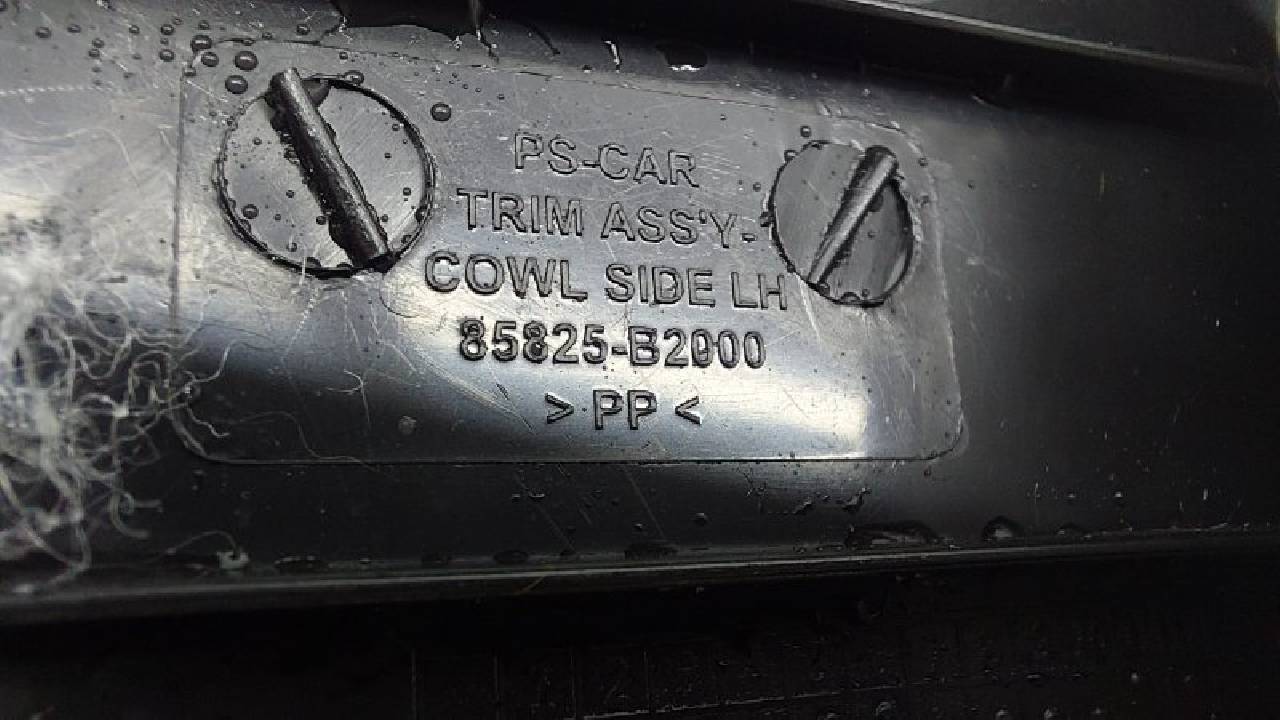 PS-CAR
TRIM ASS'Y-
COWL SIDE LH
85825-B2000
> PP <